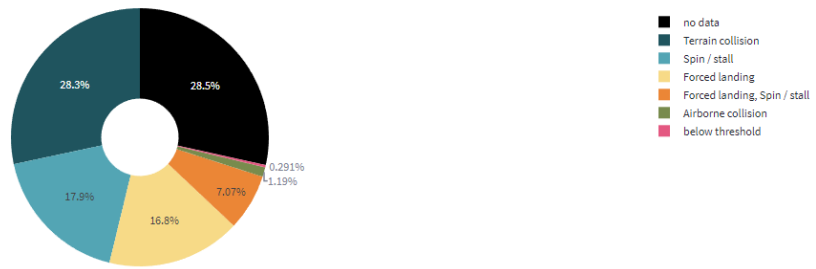 28.3%
28.5%
0.291%
1.19%
7.07%
17.9%
16.8%
no data
Terrain collision
Spin / stall
Forced landing
Forced landing, Spin / stall
Airborne collision
below threshold